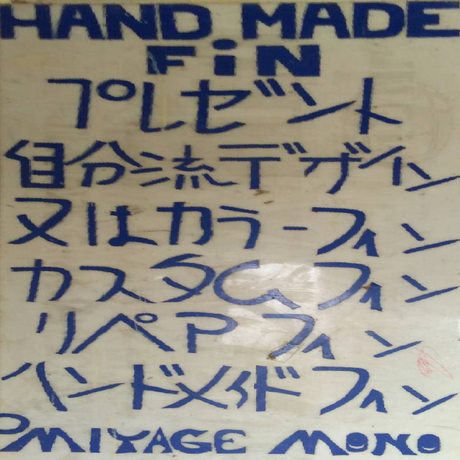 HAND MADE
FiN
プレゼント
自分流デザイン
又はカラーフィン
カスタムフィン
リペアフィン
ハンドメイドフィン
OMIYAGE MONO